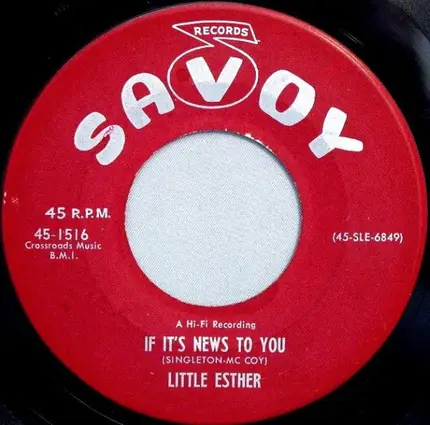 RECORDS
SAVOY
45 R.P.M.
45-1516
Crossroads Music
B.M.I.
(45-SLE-6849)
A Hi-Fi Recording
IF IT'S NEWS TO YOU
(SINGLETON-MC COY)
LITTLE ESTHER